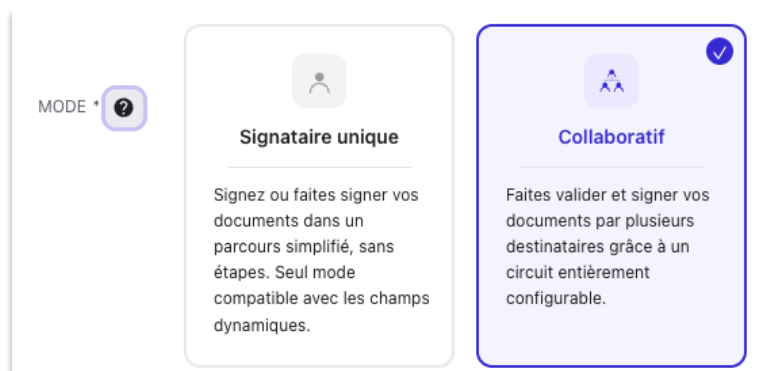 MODE *
Signataire unique
Signez ou faites signer vos
documents dans un
parcours simplifié, sans
étapes. Seul mode
compatible avec les champs
dynamiques.
Collaboratif
Faites valider et signer vos
documents par plusieurs
destinataires grâce à un
circuit entièrement
configurable.